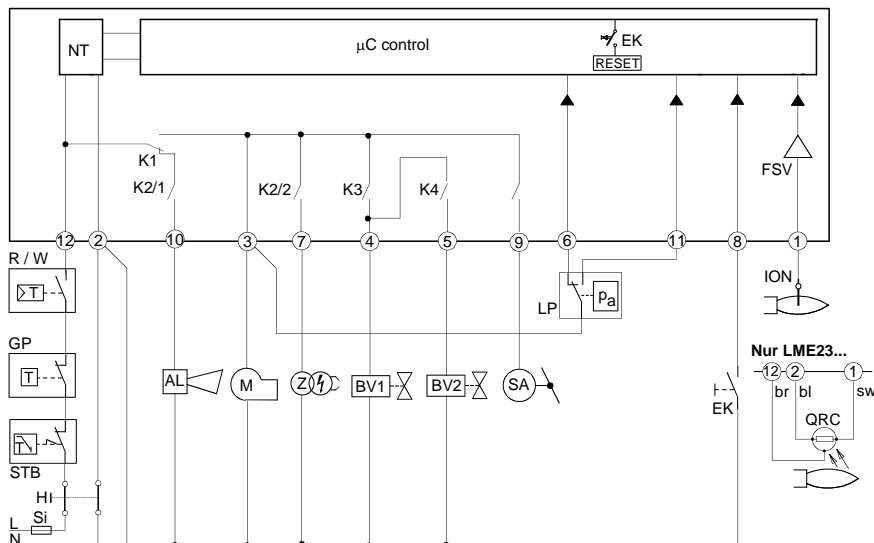 NT
µC control
EK
RESET
K1
K2/1
K2/2
K3
K4
FSV
12 2 10 3 7 4 5 9 6 11 8 1
R / W
T
GP
T
STB
T
H
L
N
Si
AL
M
Z
BV1
BV2
SA
LP
pa
ION
EK
Nur LME23...
12 2 1
br bl sw
QRC